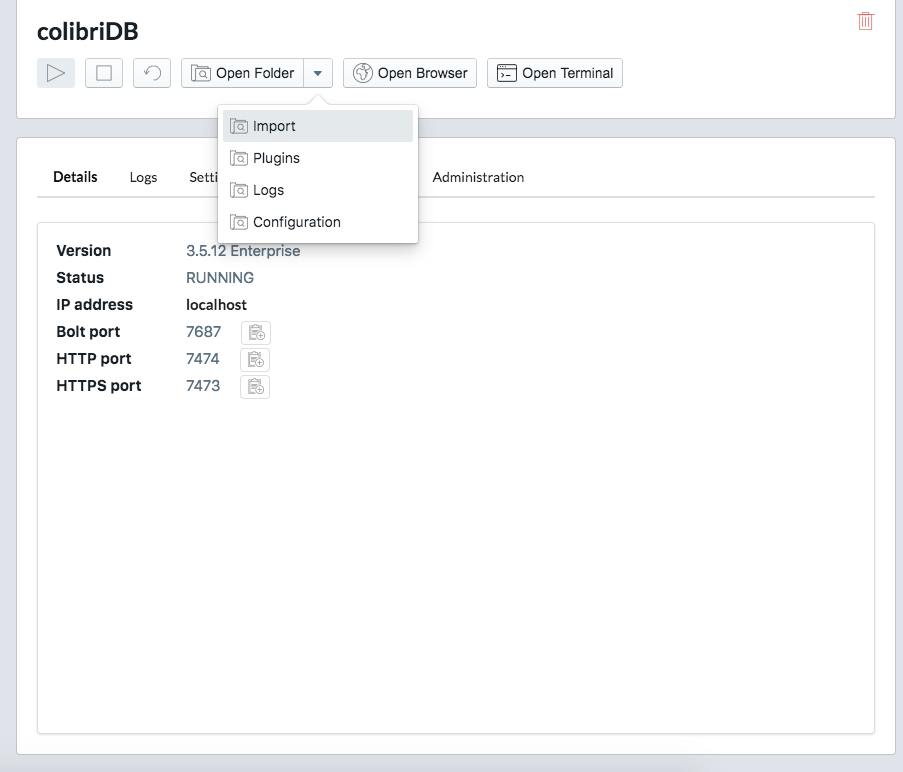 colibriDB
Open Folder Open Browser Open Terminal
Import
Plugins
Logs
Configuration
Details Logs Setti Administration
Version 3.5.12 Enterprise
Status RUNNING
IP address localhost
Bolt port 7687
HTTP port 7474
HTTPS port 7473